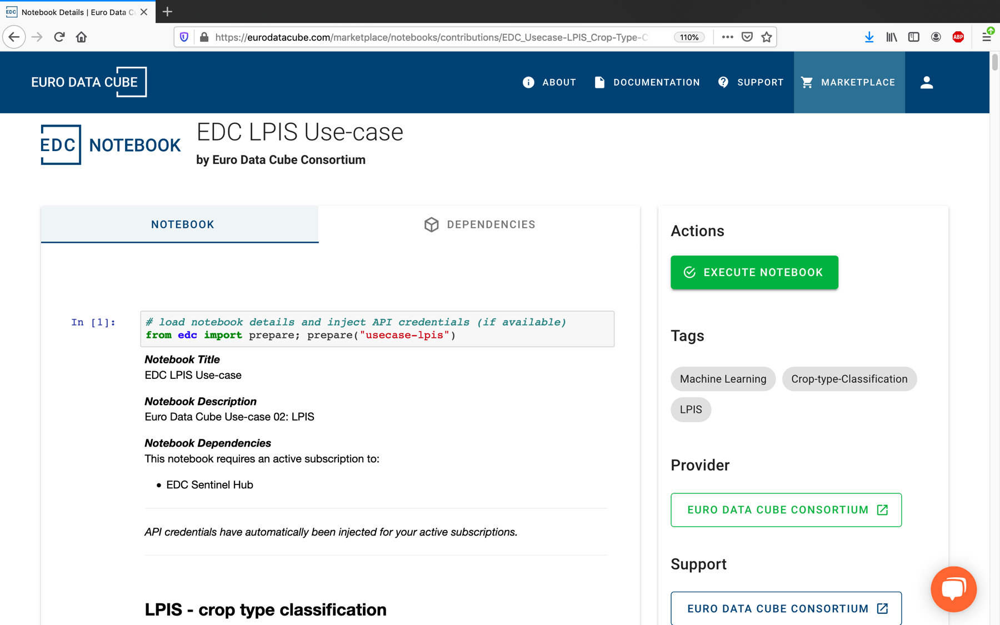 EDC Notebook Details | Euro Data Cu
https://eurodatacube.com/marketplace/notebooks/contributions/EDC_Usecase-LPIS_Crop-Type-C
110%
ABP
EURO DATA CUBE
ABOUT
DOCUMENTATION
SUPPORT
MARKETPLACE
EDC NOTEBOOK
EDC LPIS Use-case
by Euro Data Cube Consortium
NOTEBOOK
DEPENDENCIES
In [1]:
# load notebook details and inject API credentials (if available)
from edc import prepare; prepare("usecase-lpis")
Notebook Title
EDC LPIS Use-case
Notebook Description
Euro Data Cube Use-case 02: LPIS
Notebook Dependencies
This notebook requires an active subscription to:
• EDC Sentinel Hub
API credentials have automatically been injected for your active subscriptions.
LPIS - crop type classification
Actions
EXECUTE NOTEBOOK
Tags
Machine Learning
Crop-type-Classification
LPIS
Provider
EURO DATA CUBE CONSORTIUM
Support
EURO DATA CUBE CONSORTIUM